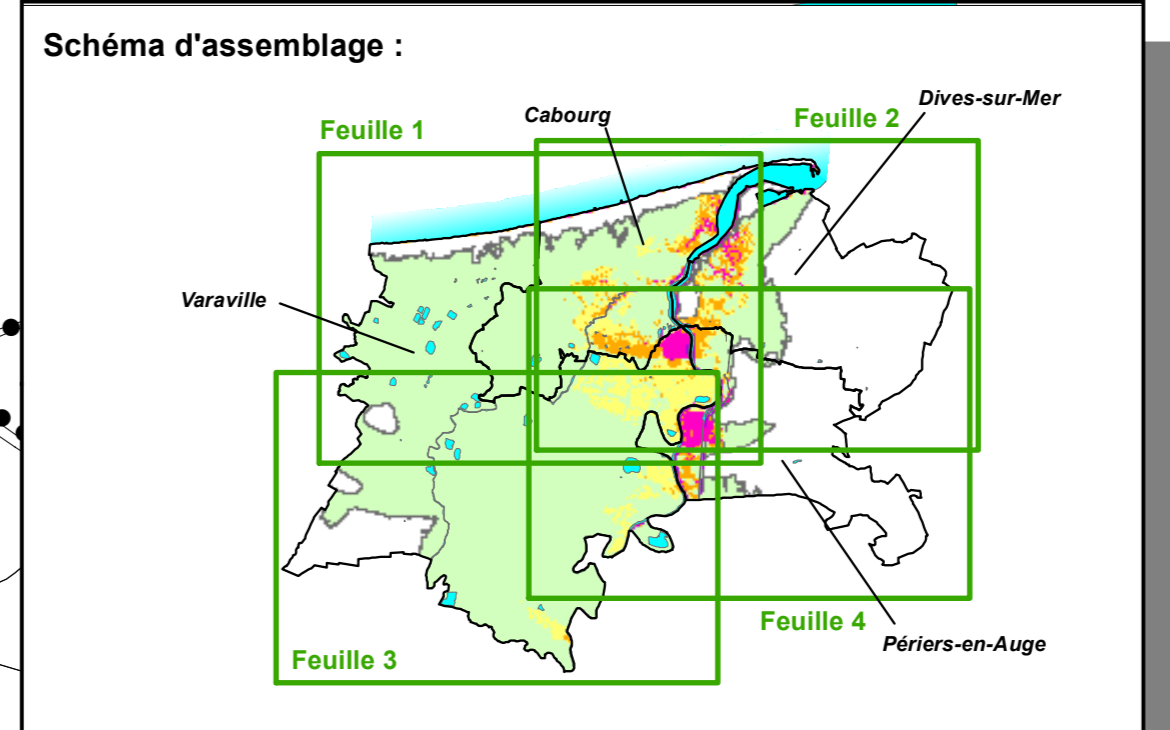 Schéma d'assemblage :
Dives-sur-Mer
Cabourg
Feuille 2
Feuille 1
Varaville
Feuille 4
Périers-en-Auge
Feuille 3